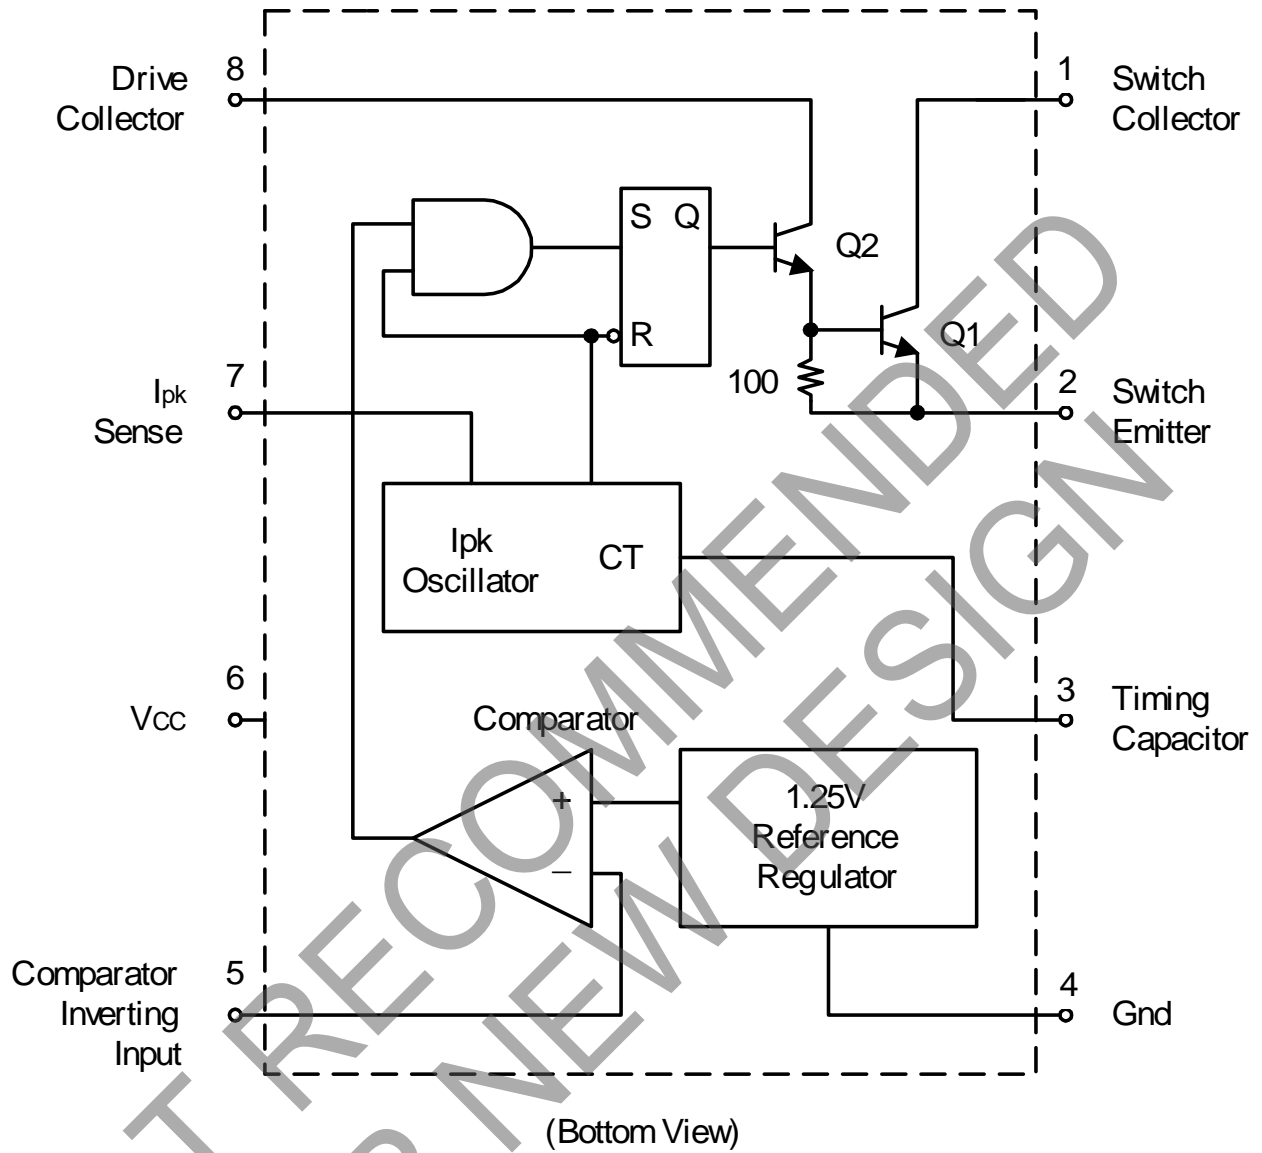 Drive
Collector
8
1
Switch
Collector
S Q
Q2
R
Q1
100
7
Ipk
Sense
2
Switch
Emitter
Ipk
Oscillator
CT
6
VCC
3
Timing
Capacitor
Comparator
+
–
1.25V
Reference
Regulator
Comparator
Inverting
Input
5
4
Gnd
(Bottom View)
T RECOMMENDED
R NEW DESIGN